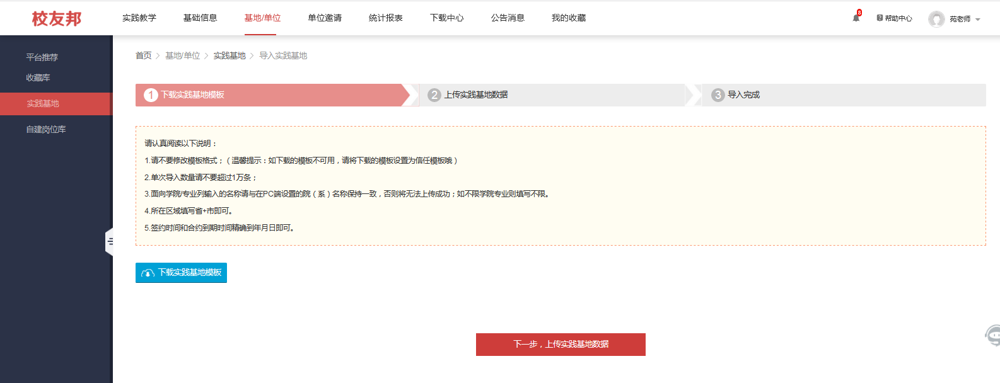 校友邦
实践教学 基础信息 基地/单位 单位邀请 统计报表 下载中心 公告消息 我的收藏 8 帮助中心 苑老师
平台推荐
收藏库
实践基地
自建岗位库
首页 > 基地/单位 > 实践基地 > 导入实践基地
1 下载实践基地模板 2 上传实践基地数据 3 导入完成
请认真阅读以下说明：
1.请不要修改模板格式；（温馨提示：如下载的模板不可用，请将下载的模板设置为信任模板哦）
2.单次导入数量请不要超过1万条；
3.面向学院/专业列输入的名称请与在PC端设置的院（系）名称保持一致，否则将无法上传成功；如不限学院专业则填写不限。
4.所在区域填写省+市即可。
5.签约时间和合约到期时间精确到年月日即可。
下载实践基地模板
下一步，上传实践基地数据